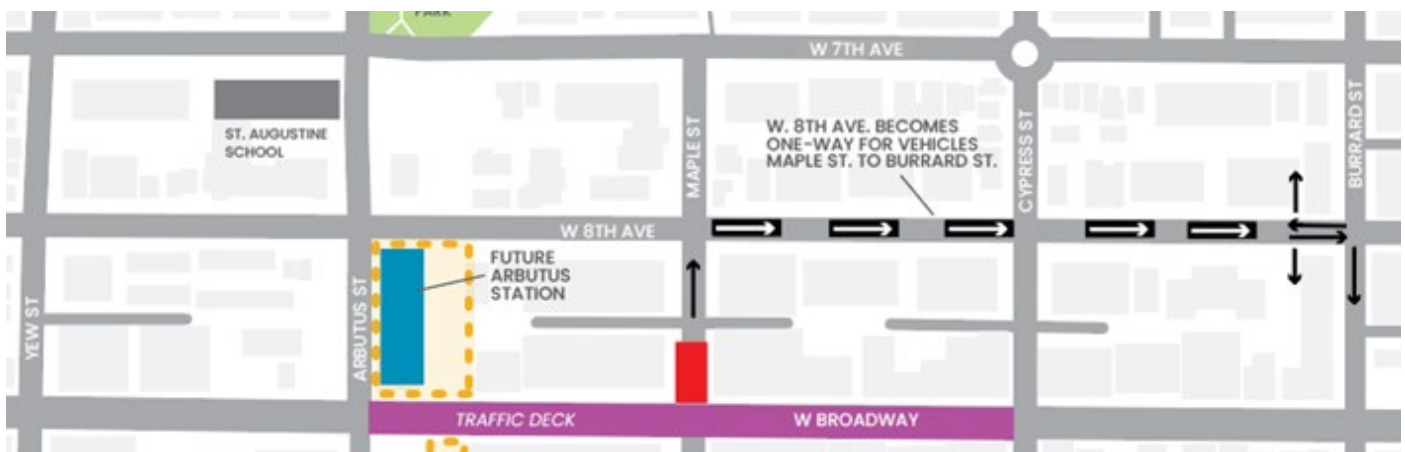 PARK
W 7TH AVE
ST. AUGUSTINE
SCHOOL
MAPLE ST
W. 8TH AVE. BECOMES
ONE-WAY FOR VEHICLES
MAPLE ST. TO BURRARD ST.
CYPRESS ST
BURRARD ST
W 8TH AVE
FUTURE
ARBUTUS
STATION
YEW ST
ARBUTUS ST
TRAFFIC DECK
W BROADWAY